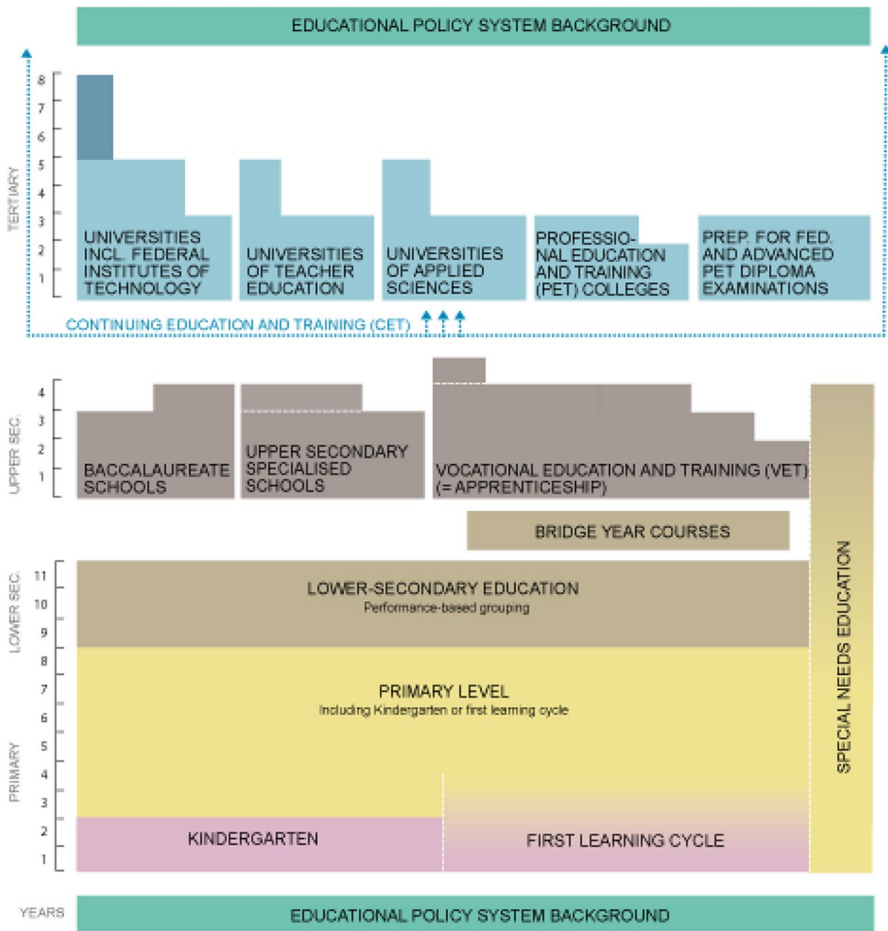 EDUCATIONAL POLICY SYSTEM BACKGROUND
TERTIARY
8
7
6
5
4
3
2
1
UNIVERSITIES
INCL. FEDERAL
INSTITUTES OF
TECHNOLOGY
UNIVERSITIES
OF TEACHER
EDUCATION
UNIVERSITIES
OF APPLIED
SCIENCES
PROFESSIO-
NAL EDUCATION
AND TRAINING
(PET) COLLEGES
PREP. FOR FED.
AND ADVANCED
PET DIPLOMA
EXAMINATIONS
CONTINUING EDUCATION AND TRAINING (CET)
UPPER SEC.
4
3
2
1
BACCALAUREATE
SCHOOLS
UPPER SECONDARY
SPECIALISED
SCHOOLS
VOCATIONAL EDUCATION AND TRAINING (VET)
(= APPRENTICESHIP)
BRIDGE YEAR COURSES
LOWER SEC.
11
10
9
LOWER-SECONDARY EDUCATION
Performance-based grouping
PRIMARY
8
7
6
5
4
3
2
1
PRIMARY LEVEL
Including Kindergarten or first learning cycle
KINDERGARTEN
FIRST LEARNING CYCLE
SPECIAL NEEDS EDUCATION
YEARS
EDUCATIONAL POLICY SYSTEM BACKGROUND